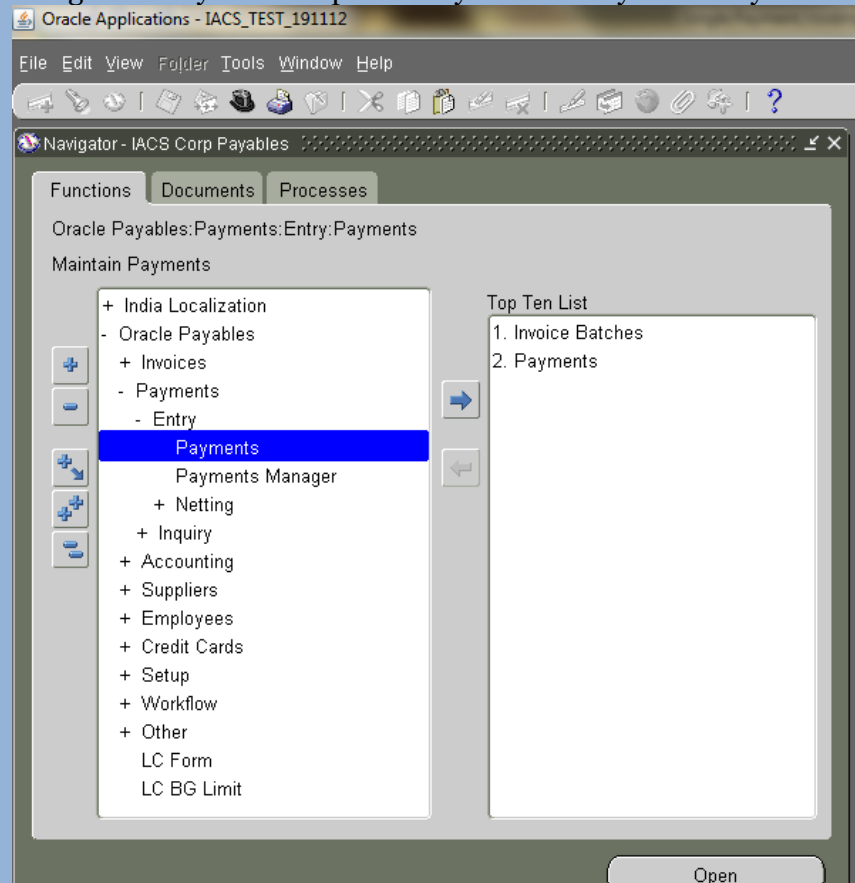 Oracle Applications - IACS_TEST_191112
File Edit View Folder Tools Window Help
Navigator - IACS Corp Payables
Functions Documents Processes
Oracle Payables:Payments:Entry:Payments
Maintain Payments
+ India Localization
- Oracle Payables
+ Invoices
- Payments
- Entry
Payments
Payments Manager
+ Netting
+ Inquiry
+ Accounting
+ Suppliers
+ Employees
+ Credit Cards
+ Setup
+ Workflow
+ Other
LC Form
LC BG Limit
Top Ten List
1. Invoice Batches
2. Payments
Open